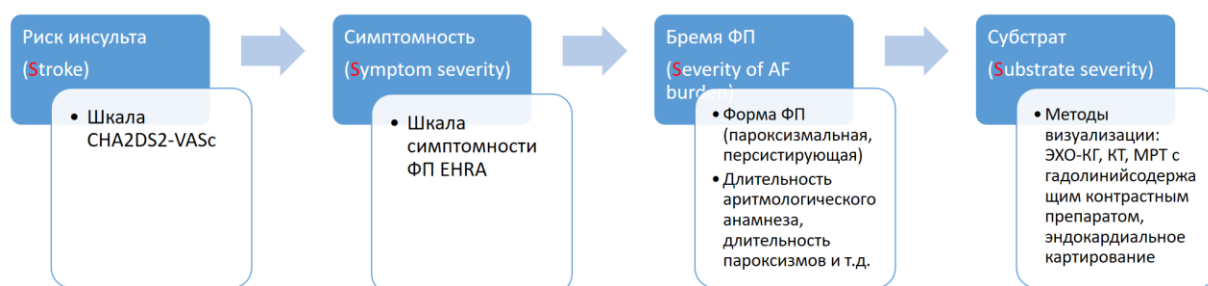 Риск инсульта
(Stroke)
• Шкала
CHA2DS2-VASc
Симптомность
(Symptom severity)
• Шкала
симптомности
ФП EHRA
Бремя ФП
(Severity of AF
burden)
• Форма ФП
(пароксизмальная,
персистирующая)
• Длительность
аритмологического
анамнеза,
длительность
пароксизмов и т.д.
Субстрат
(Substrate severity)
• Методы
визуализации:
ЭХО-КГ, КТ, МРТ с
гадолинийсодержа
щим контрастным
препаратом,
эндокардиальное
картирование